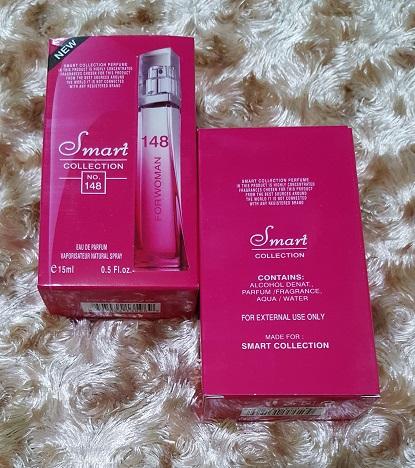 NEW
SMART COLLECTION PERFUME
IN THIS PRODUCT IS HIGHLY CONCENTRATED
FRAGRANCES CHOSEN FOR THIS PRODUCT
FROM THE BEST SOURCES AROUND
THE WORLD IT IS NOT CONNECTED
WITH ANY REGISTERED BRAND
Smart
COLLECTION
NO.
148
EAU DE PARFUM
VAPORISATEUR NATURAL SPRAY
℮15ml 0.5 Fl.oz.
148
FOR WOMAN
SMART COLLECTION PERFUME
IN THIS PRODUCT IS HIGHLY CONCENTRATED
FRAGRANCES CHOSEN FOR THIS PRODUCT
FROM THE BEST SOURCES AROUND
THE WORLD IT IS NOT CONNECTED
WITH ANY REGISTERED BRAND
Smart
COLLECTION
CONTAINS:
ALCOHOL DENAT.,
PARFUM /FRAGRANCE,
AQUA / WATER
FOR EXTERNAL USE ONLY
MADE FOR :
SMART COLLECTION